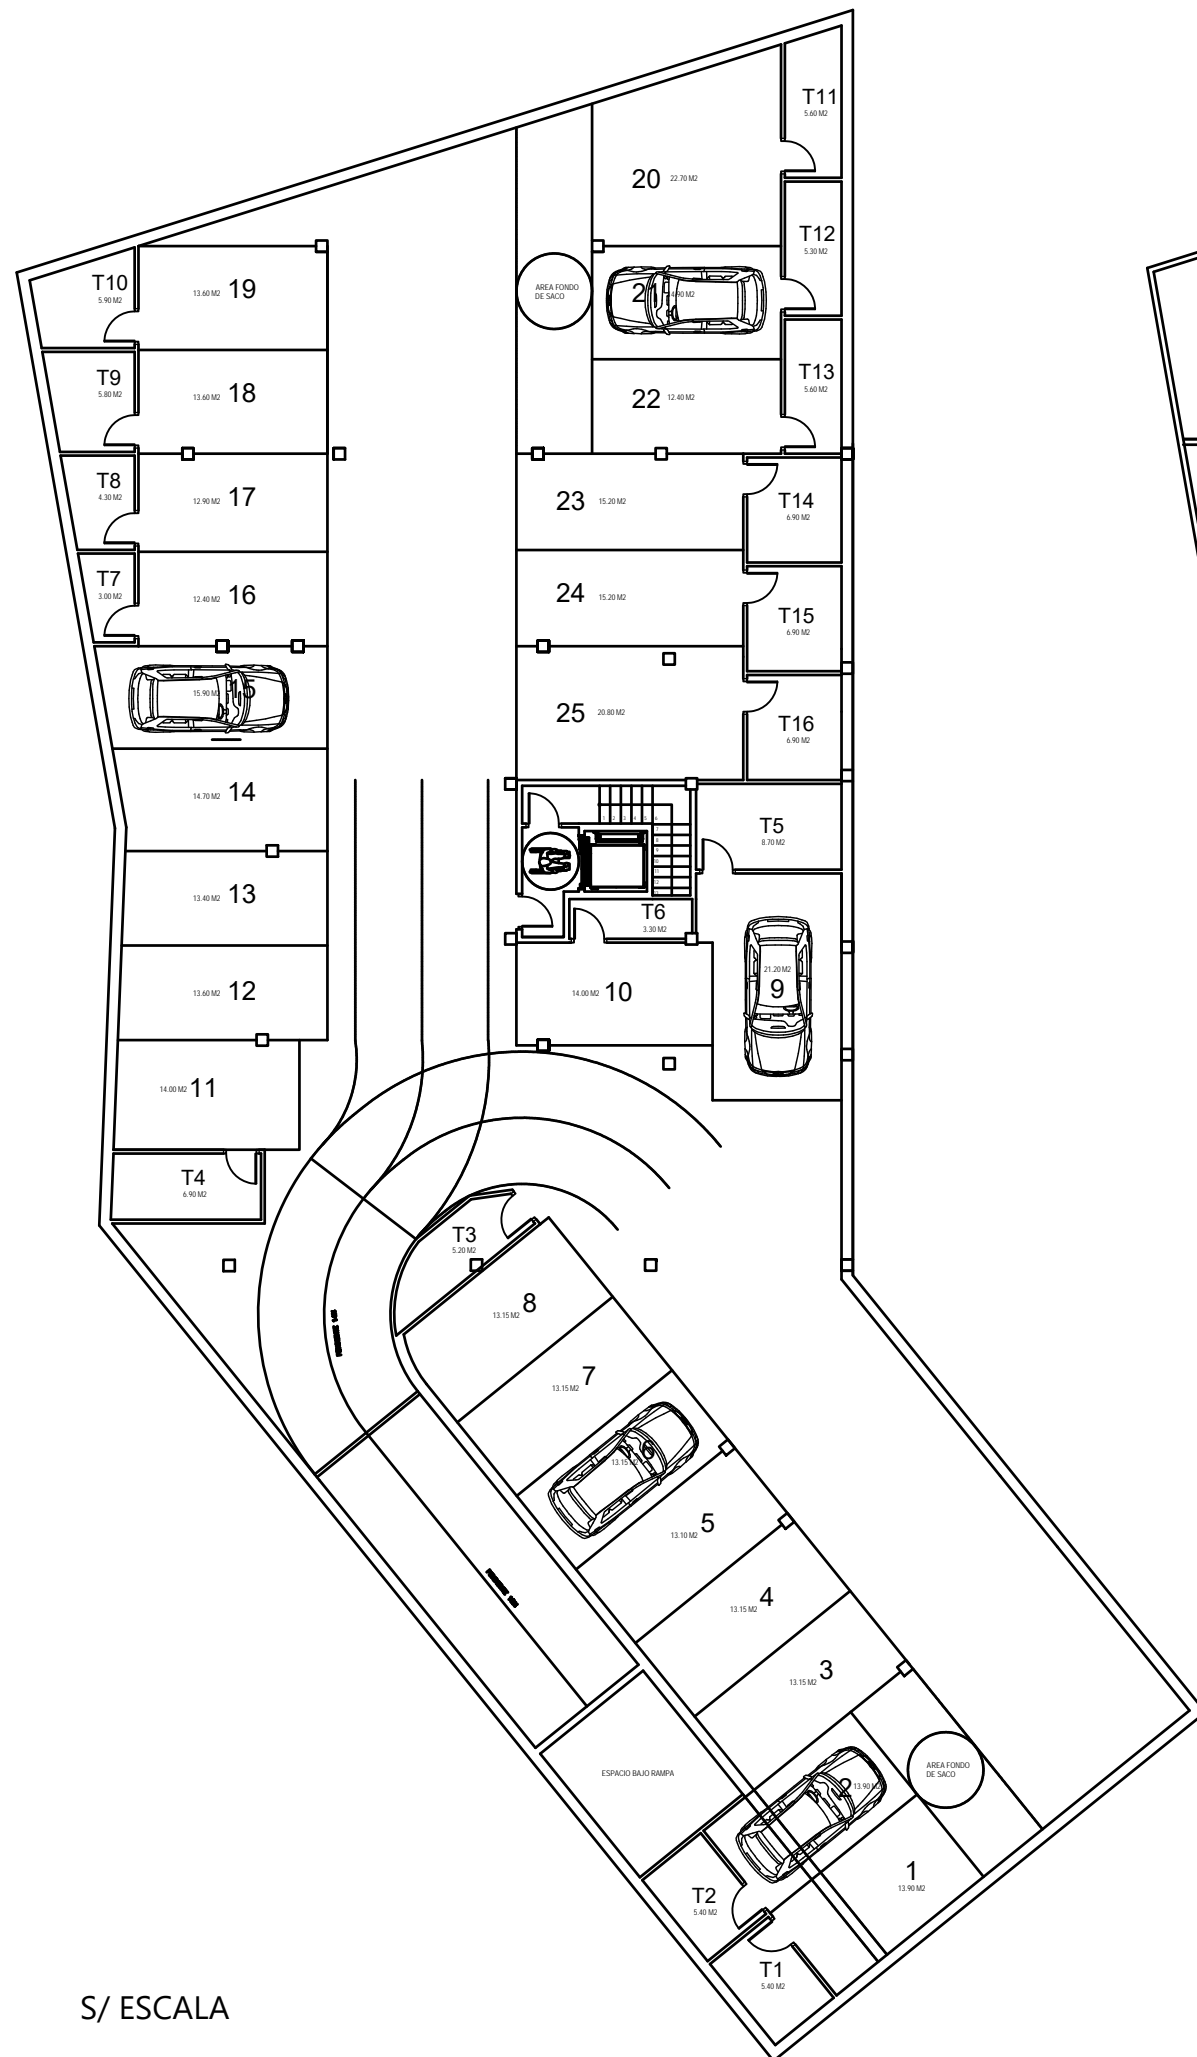 T11
5.60 M2
20 22.70 M2
T12
5.30 M2
T10
5.90 M2
13.60 M2 19
AREA FONDO
DE SACO
T9
5.80 M2
13.60 M2 18
22 12.40 M2
T13
5.60 M2
T8
4.30 M2
12.90 M2 17
23 15.20 M2
T14
6.90 M2
T7
3.00 M2
12.40 M2 16
24 15.20 M2
T15
6.90 M2
15.90 M2 15
25 20.80 M2
T16
6.90 M2
14.70 M2 14
T5
8.70 M2
13.40 M2 13
T6
3.30 M2
13.60 M2 12
14.00 M2 10
21.20 M2
9
14.00 M2 11
T4
6.90 M2
T3
5.20 M2
13.15 M2 8
13.15 M2 7
13.15 M2 6
13.10 M2 5
13.15 M2 4
13.15 M2 3
ESPACIO BAJO RAMPA
2 13.90 M2
AREA FONDO
DE SACO
1
13.90 M2
T2
5.40 M2
T1
5.40 M2
S/ ESCALA